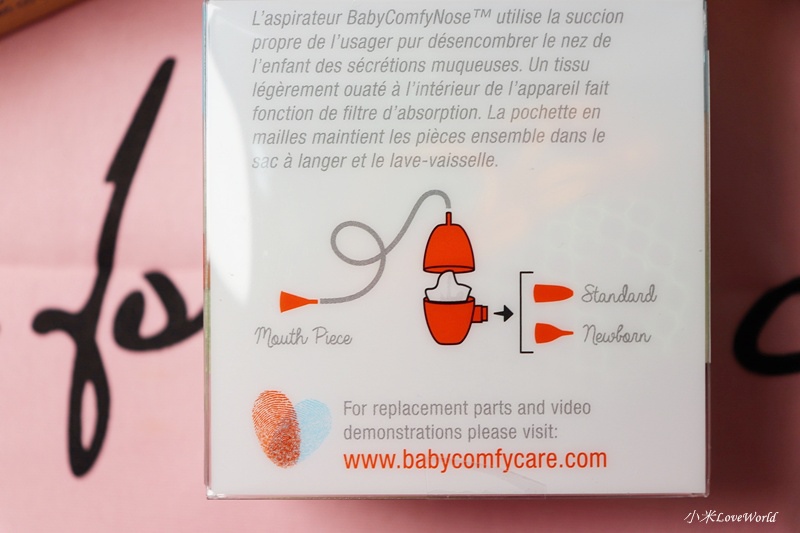 L'aspirateur BabyComfyNose™ utilise la succion
propre de l'usager pur désencombrer le nez de
l'enfant des sécrétions muqueuses. Un tissu
légèrement ouaté à l'intérieur de l'appareil fait
fonction de filtre d'absorption. La pochette en
mailles maintient les pièces ensemble dans le
sac à langer et le lave-vaisselle.
Standard
Mouth Piece
Newborn
For replacement parts and video
demonstrations please visit:
www.babycomfycare.com
小米LoveWorld